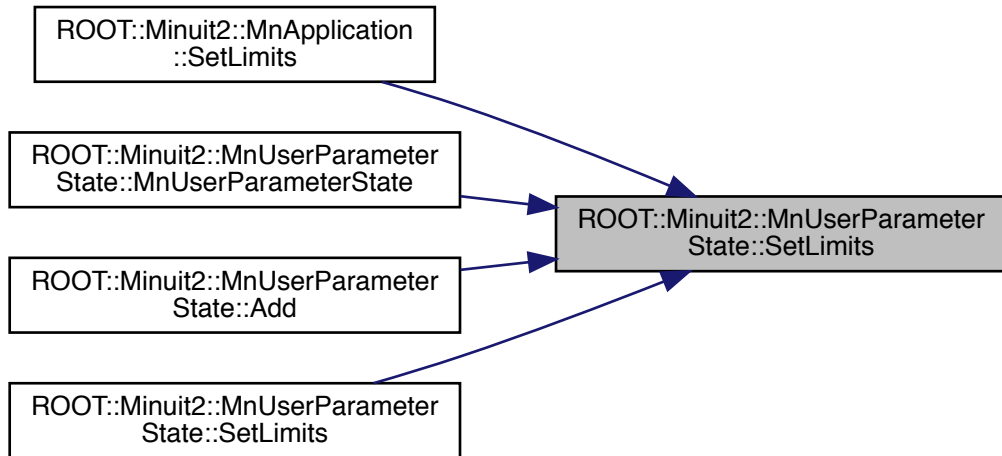 ROOT::Minuit2::MnApplication
::SetLimits
ROOT::Minuit2::MnUserParameter
State::MnUserParameterState
ROOT::Minuit2::MnUserParameter
State::Add
ROOT::Minuit2::MnUserParameter
State::SetLimits
ROOT::Minuit2::MnUserParameter
State::SetLimits